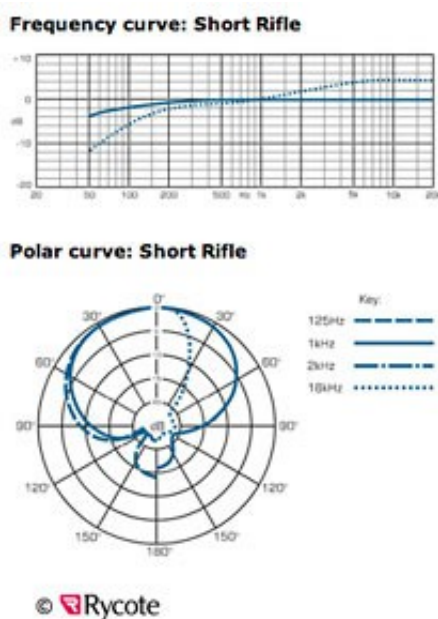 Frequency curve: Short Rifle
+10
0
dB
-10
-20
20 50 100 200 500 Hz 1k 2k 5k 10k 20k
Polar curve: Short Rifle
0°
30° 30°
60° 60°
90° 90°
120° 120°
150° 150°
180°
dB
Key:
125Hz
1kHz
2kHz
16kHz
© Rycote